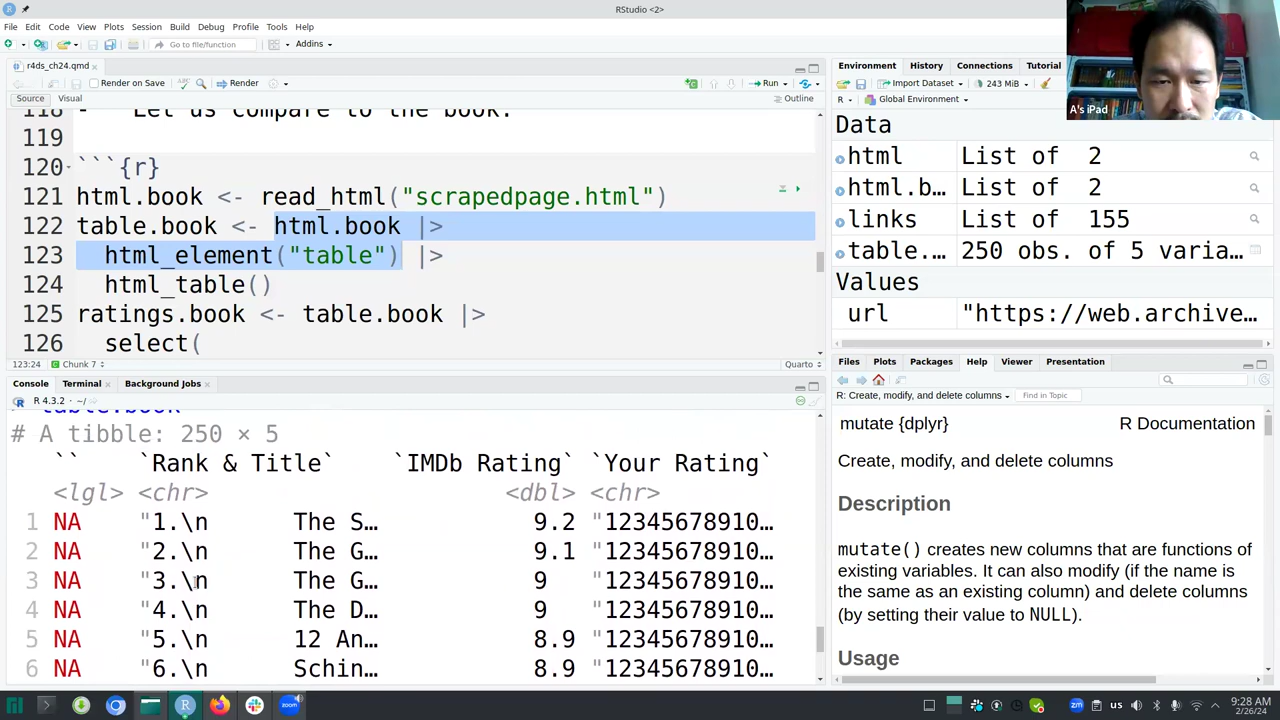 RStudio <2>
File Edit Code View Plots Session Build Debug Profile Tools Help
Go to file/function Addins
r4ds_ch24.qmd
Render on Save Render Run
Source Visual Outline
118 - Let us compare to the book.
119
120 ```{r}
121 html.book <- read_html("scrapedpage.html")
122 table.book <- html.book |>
123 html_element("table") |>
124 html_table()
125 ratings.book <- table.book |>
126 select(
123:24 Chunk 7 Quarto
Console Terminal Background Jobs
R 4.3.2 · ~/
> table.book
# A tibble: 250 × 5
`` `Rank & Title` `IMDb Rating` `Your Rating`
<lgl> <chr> <dbl> <chr>
1 NA "1.\n The S… 9.2 "12345678910…
2 NA "2.\n The G… 9.1 "12345678910…
3 NA "3.\n The G… 9 "12345678910…
4 NA "4.\n The D… 9 "12345678910…
5 NA "5.\n 12 An… 8.9 "12345678910…
6 NA "6.\n Schin… 8.9 "12345678910…
Environment History Connections Tutorial
Import Dataset 243 MiB
R Global Environment
Data
html List of 2
html.b… List of 2
links List of 155
table.… 250 obs. of 5 varia…
Values
url "https://web.archive…
A's iPad
Files Plots Packages Help Viewer Presentation
R: Create, modify, and delete columns Find in Topic
mutate {dplyr} R Documentation
Create, modify, and delete columns
Description
mutate() creates new columns that are functions of
existing variables. It can also modify (if the name is
the same as an existing column) and delete columns
(by setting their value to NULL).
Usage
zoom
zm us 9:28 AM
2/26/24